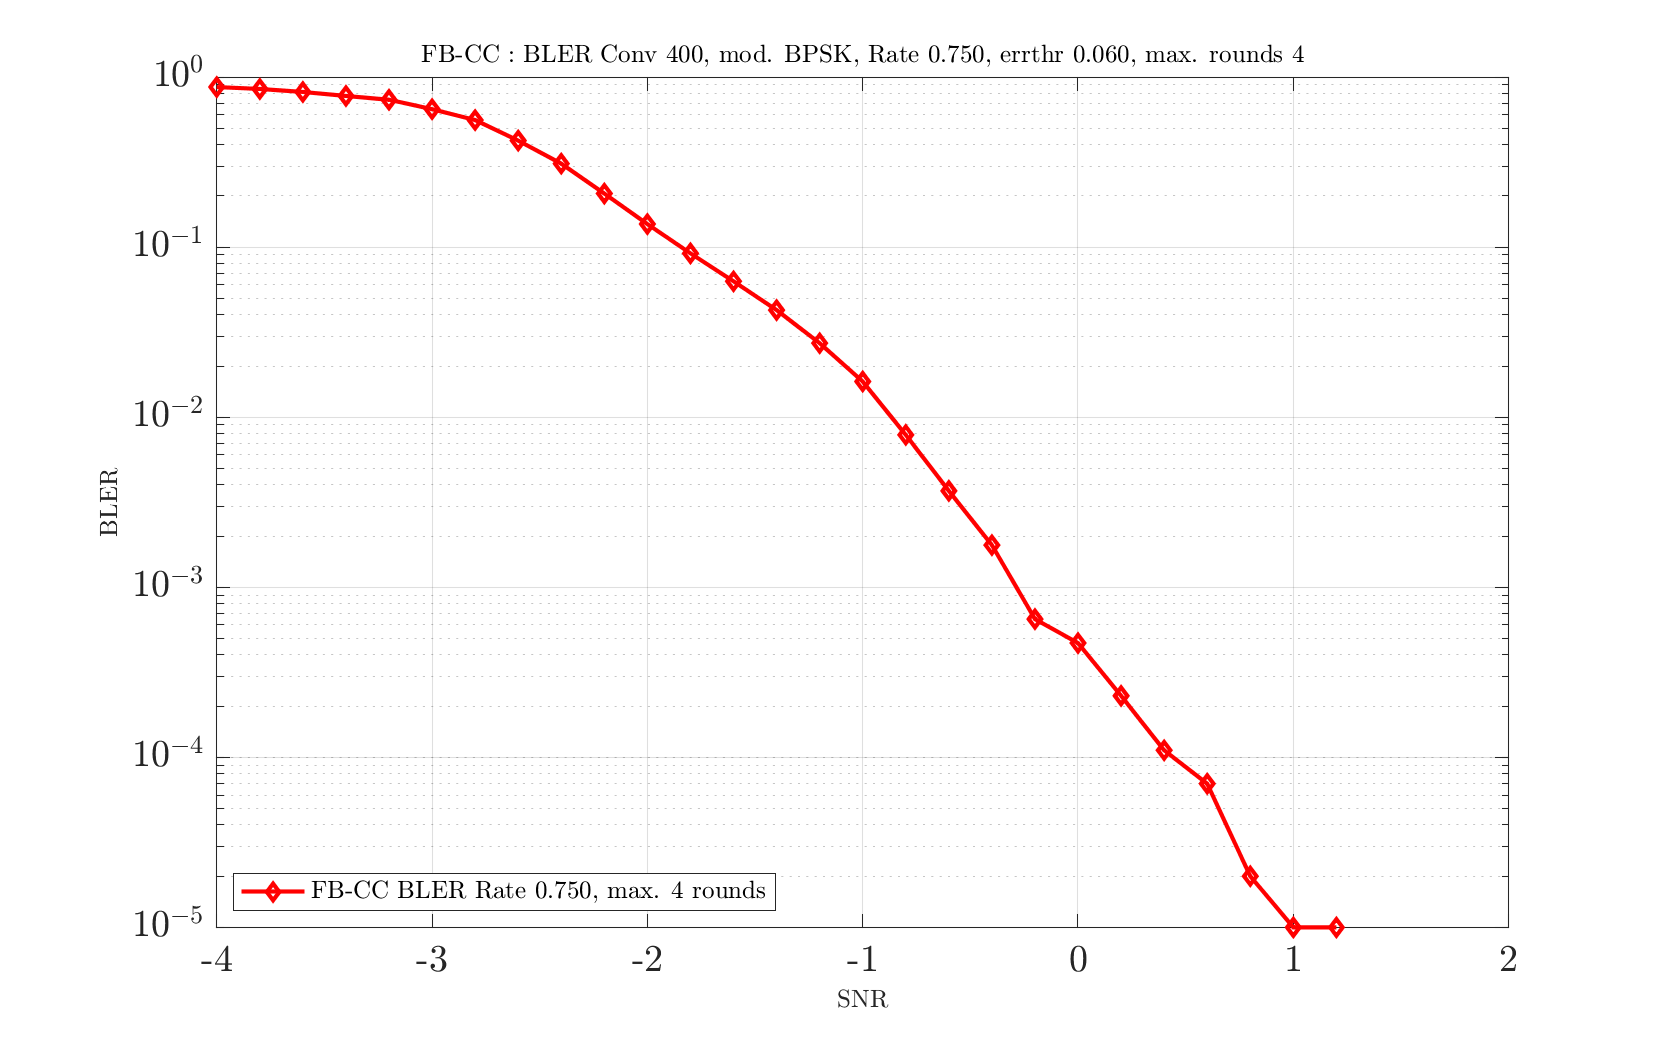 FB-CC : BLER Conv 400, mod. BPSK, Rate 0.750, errthr 0.060, max. rounds 4
10^0
10^-1
10^-2
10^-3
10^-4
10^-5
BLER
FB-CC BLER Rate 0.750, max. 4 rounds
-4 -3 -2 -1 0 1 2
SNR